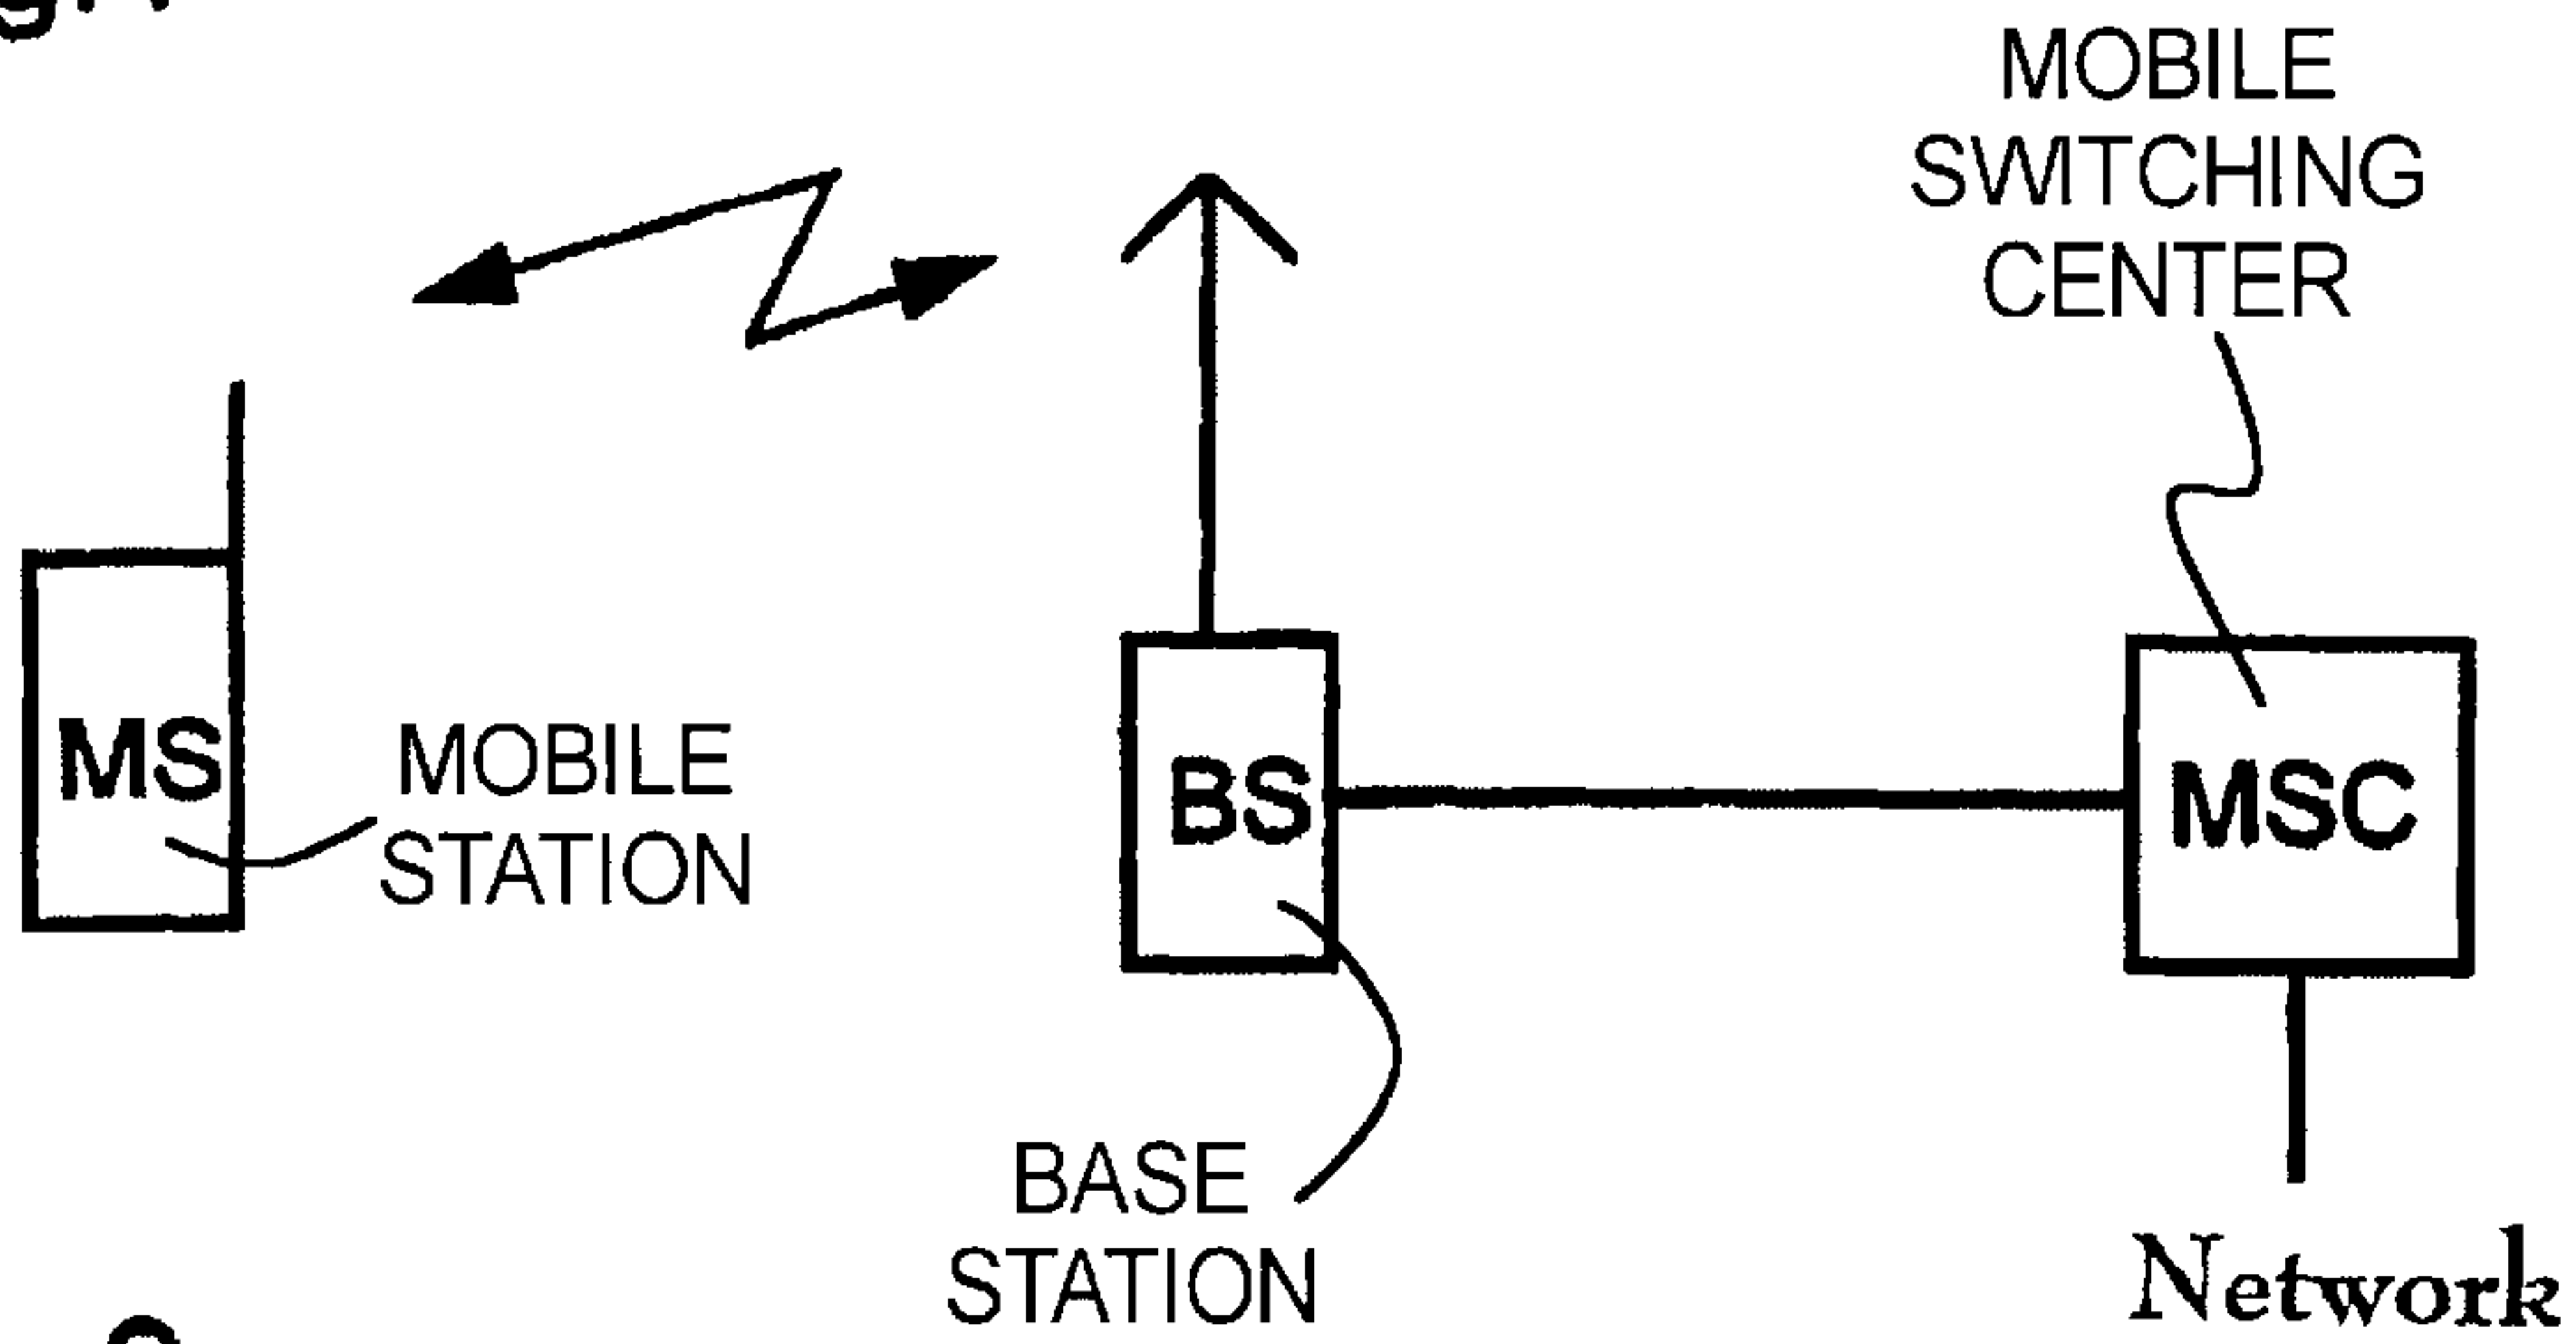 MOBILE
SWITCHING
CENTER
MS
MOBILE
STATION
BS
MSC
BASE
STATION
Network